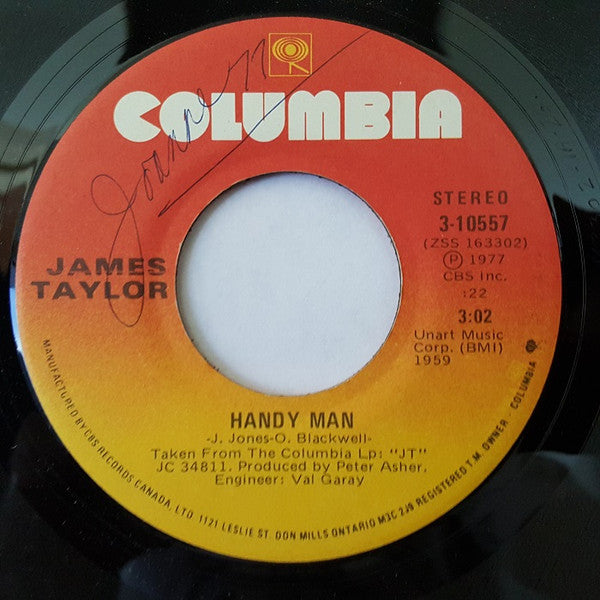 Joanne
COLUMBIA
STEREO
3-10557
(ZSS 163302)
Ⓟ 1977
CBS Inc.
:22
3:02
Unart Music
Corp. (BMI)
1959
JAMES
TAYLOR
HANDY MAN
-J. Jones-O. Blackwell-
Taken From The Columbia Lp: "JT"
JC 34811. Produced by Peter Asher.
Engineer: Val Garay
MANUFACTURED BY CBS RECORDS CANADA, LTD. 1121 LESLIE ST. DON MILLS ONTARIO M3C 2J9 REGISTERED T.M. OWNER COLUMBIA